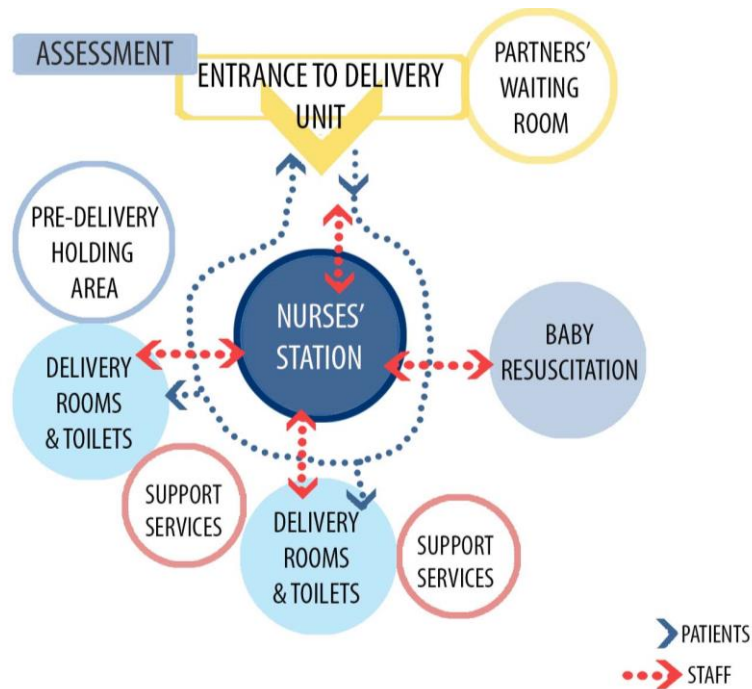 ASSESSMENT
ENTRANCE TO DELIVERY
UNIT
PARTNERS’
WAITING
ROOM
PRE-DELIVERY
HOLDING
AREA
NURSES’
STATION
BABY
RESUSCITATION
DELIVERY
ROOMS
& TOILETS
SUPPORT
SERVICES
DELIVERY
ROOMS
& TOILETS
SUPPORT
SERVICES
PATIENTS
STAFF